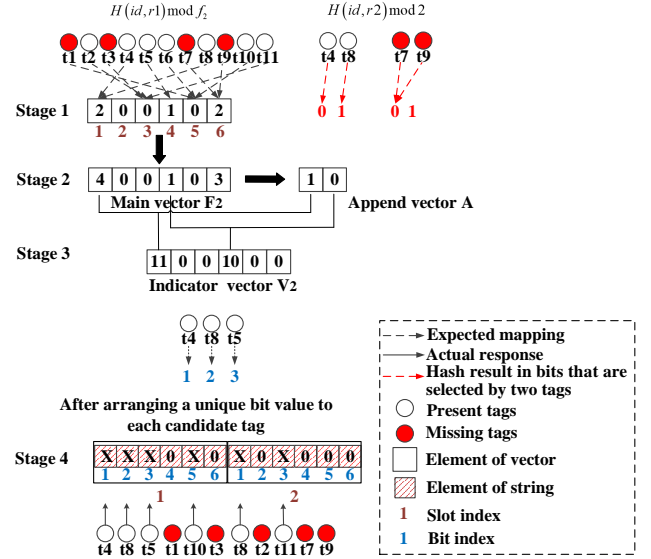 H(id,r1) mod f2 H(id,r2) mod 2
t1 t2 t3 t4 t5 t6 t7 t8 t9 t10 t11 t4 t8 t7 t9
Stage 1 2 0 0 1 0 2 0 1 0 1
1 2 3 4 5 6
Stage 2 4 0 0 1 0 3 1 0
Main vector F2 Append vector A
Stage 3 11 0 0 10 0 0
Indicator vector V2
t4 t8 t5
1 2 3
After arranging a unique bit value to
each candidate tag
Stage 4 X X X 0 X 0 X 0 X 0 0 0
1 2 3 4 5 6 1 2 3 4 5 6
1 2
t4 t8 t5 t1 t10 t3 t8 t2 t11 t7 t9
Expected mapping
Actual response
Hash result in bits that are
selected by two tags
Present tags
Missing tags
Element of vector
Element of string
1 Slot index
1 Bit index